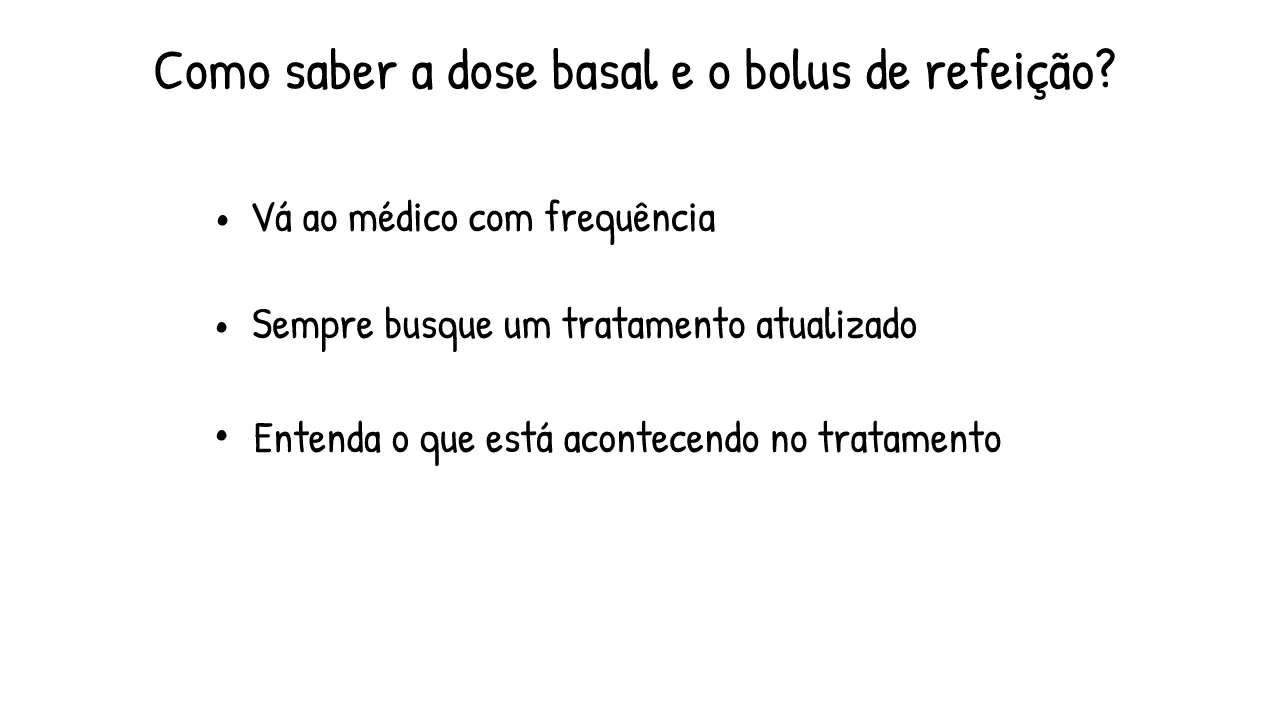 Como saber a dose basal e o bolus de refeição?
• Vá ao médico com frequência
• Sempre busque um tratamento atualizado
• Entenda o que está acontecendo no tratamento